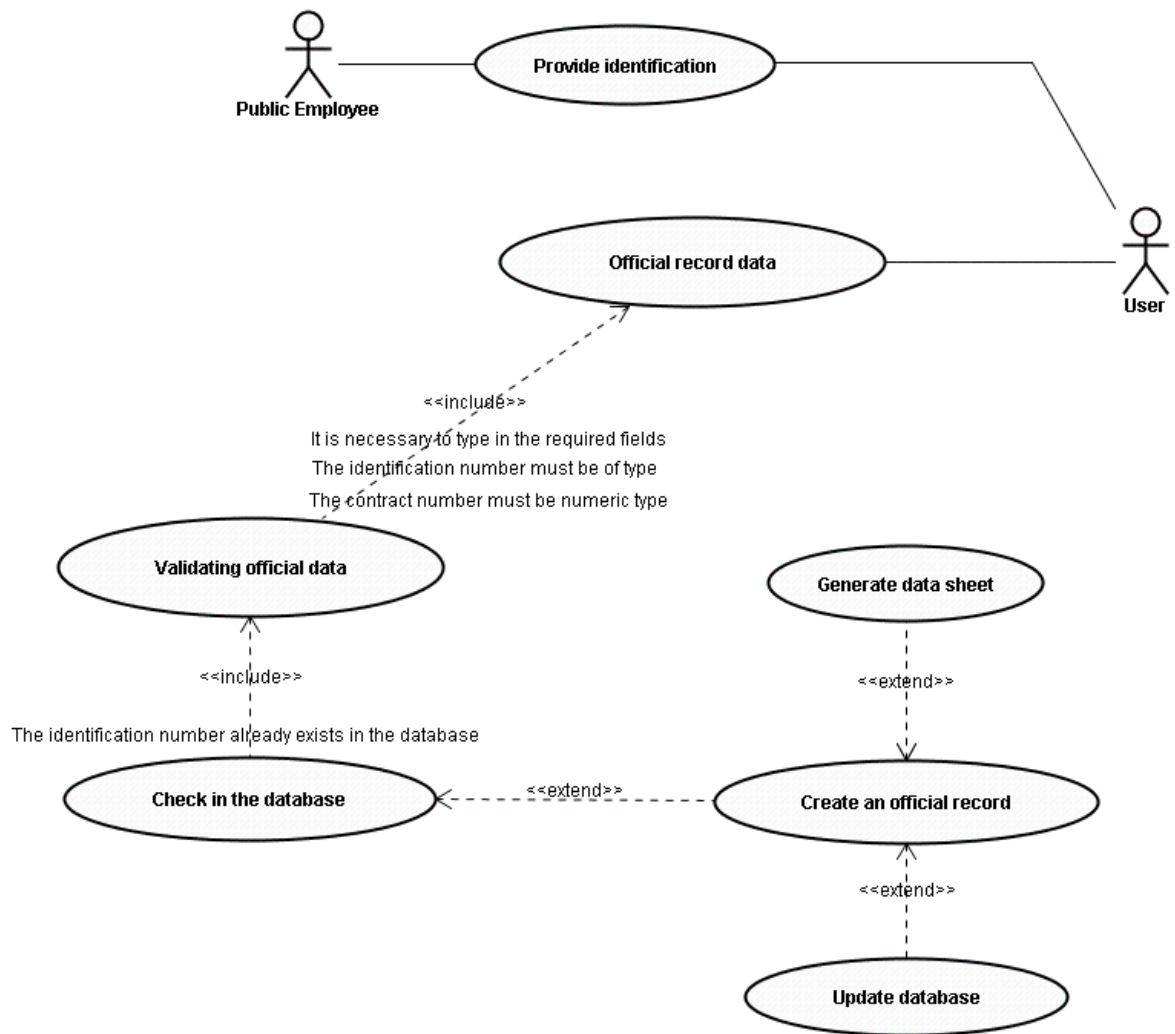 Provide identification
Public Employee
Official record data
User
<<include>>
It is necessary to type in the required fields
The identification number must be of type
The contract number must be numeric type
Validating official data
Generate data sheet
<<include>>
<<extend>>
The identification number already exists in the database
Check in the database
<<extend>>
Create an official record
<<extend>>
Update database